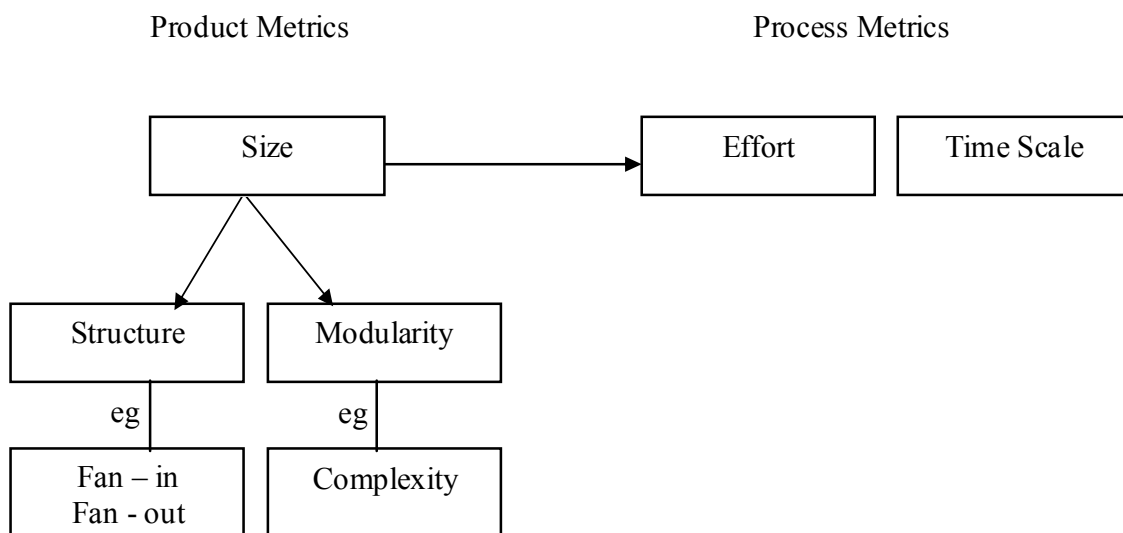 Product Metrics
Process Metrics
Size
Effort
Time Scale
Structure
Modularity
eg
eg
Fan – in
Fan - out
Complexity